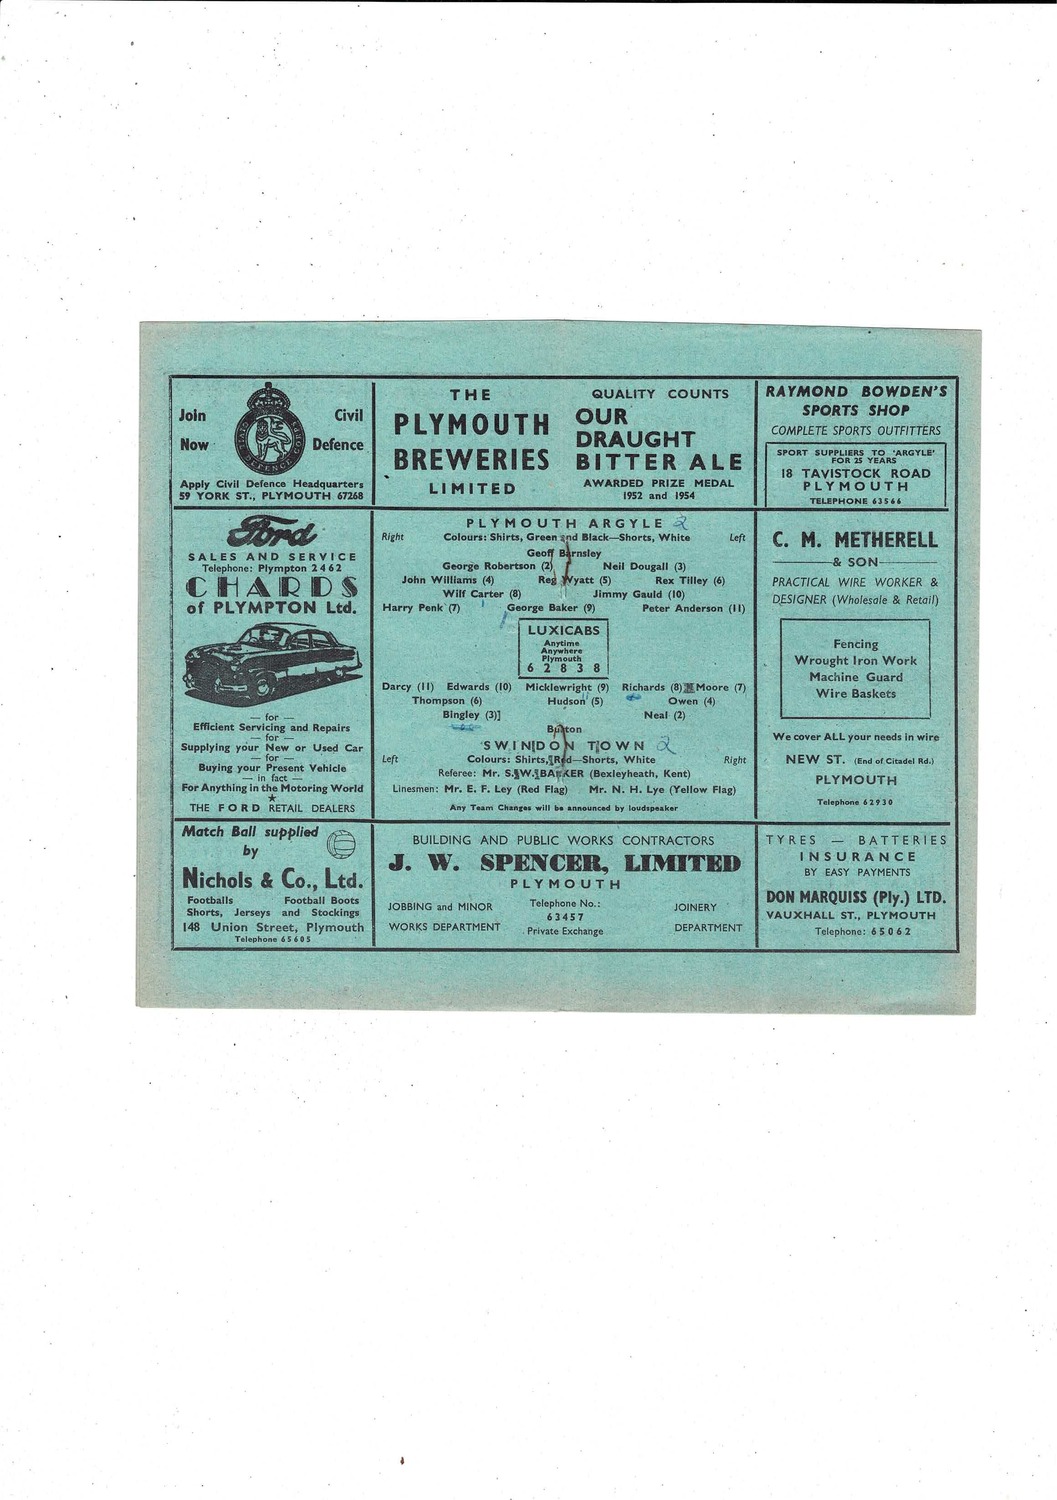 Join Civil
Now Defence
CIVIL DEFENCE CORPS
Apply Civil Defence Headquarters
59 YORK ST., PLYMOUTH 67268
THE
PLYMOUTH
BREWERIES
LIMITED
QUALITY COUNTS
OUR
DRAUGHT
BITTER ALE
AWARDED PRIZE MEDAL
1952 and 1954
RAYMOND BOWDEN'S
SPORTS SHOP
COMPLETE SPORTS OUTFITTERS
SPORT SUPPLIERS TO 'ARGYLE'
FOR 25 YEARS
18 TAVISTOCK ROAD
PLYMOUTH
TELEPHONE 63566
Ford
SALES AND SERVICE
Telephone: Plympton 2462
CHARDS
of PLYMPTON Ltd.
— for —
Efficient Servicing and Repairs
— for —
Supplying your New or Used Car
— for —
Buying your Present Vehicle
— in fact —
For Anything in the Motoring World
★
THE FORD RETAIL DEALERS
PLYMOUTH ARGYLE 2
Right Colours: Shirts, Green and Black—Shorts, White Left
Geoff Barnsley
George Robertson (2) Neil Dougall (3)
John Williams (4) Reg Wyatt (5) Rex Tilley (6)
Wilf Carter (8) Jimmy Gauld (10)
Harry Penk (7) George Baker (9) Peter Anderson (11)
LUXICABS
Anytime
Anywhere
Plymouth
6 2 8 3 8
Darcy (11) Edwards (10) Micklewright (9) Richards (8) Moore (7)
Thompson (6) Hudson (5) Owen (4)
Bingley (3) Neal (2)
Burton
SWINDON TOWN 2
Left Colours: Shirts, Red—Shorts, White Right
Referee: Mr. S. W. BARKER (Bexleyheath, Kent)
Linesmen: Mr. E. F. Ley (Red Flag) Mr. N. H. Lye (Yellow Flag)
Any Team Changes will be announced by loudspeaker
C. M. METHERELL
& SON
PRACTICAL WIRE WORKER &
DESIGNER (Wholesale & Retail)
Fencing
Wrought Iron Work
Machine Guard
Wire Baskets
We cover ALL your needs in wire
NEW ST. (End of Citadel Rd.)
PLYMOUTH
Telephone 62930
Match Ball supplied
by
Nichols & Co., Ltd.
Footballs Football Boots
Shorts, Jerseys and Stockings
148 Union Street, Plymouth
Telephone 65605
BUILDING AND PUBLIC WORKS CONTRACTORS
J. W. SPENCER, LIMITED
PLYMOUTH
JOBBING and MINOR
WORKS DEPARTMENT
Telephone No.:
63457
Private Exchange
JOINERY
DEPARTMENT
TYRES — BATTERIES
INSURANCE
BY EASY PAYMENTS
DON MARQUISS (Ply.) LTD.
VAUXHALL ST., PLYMOUTH
Telephone: 65062